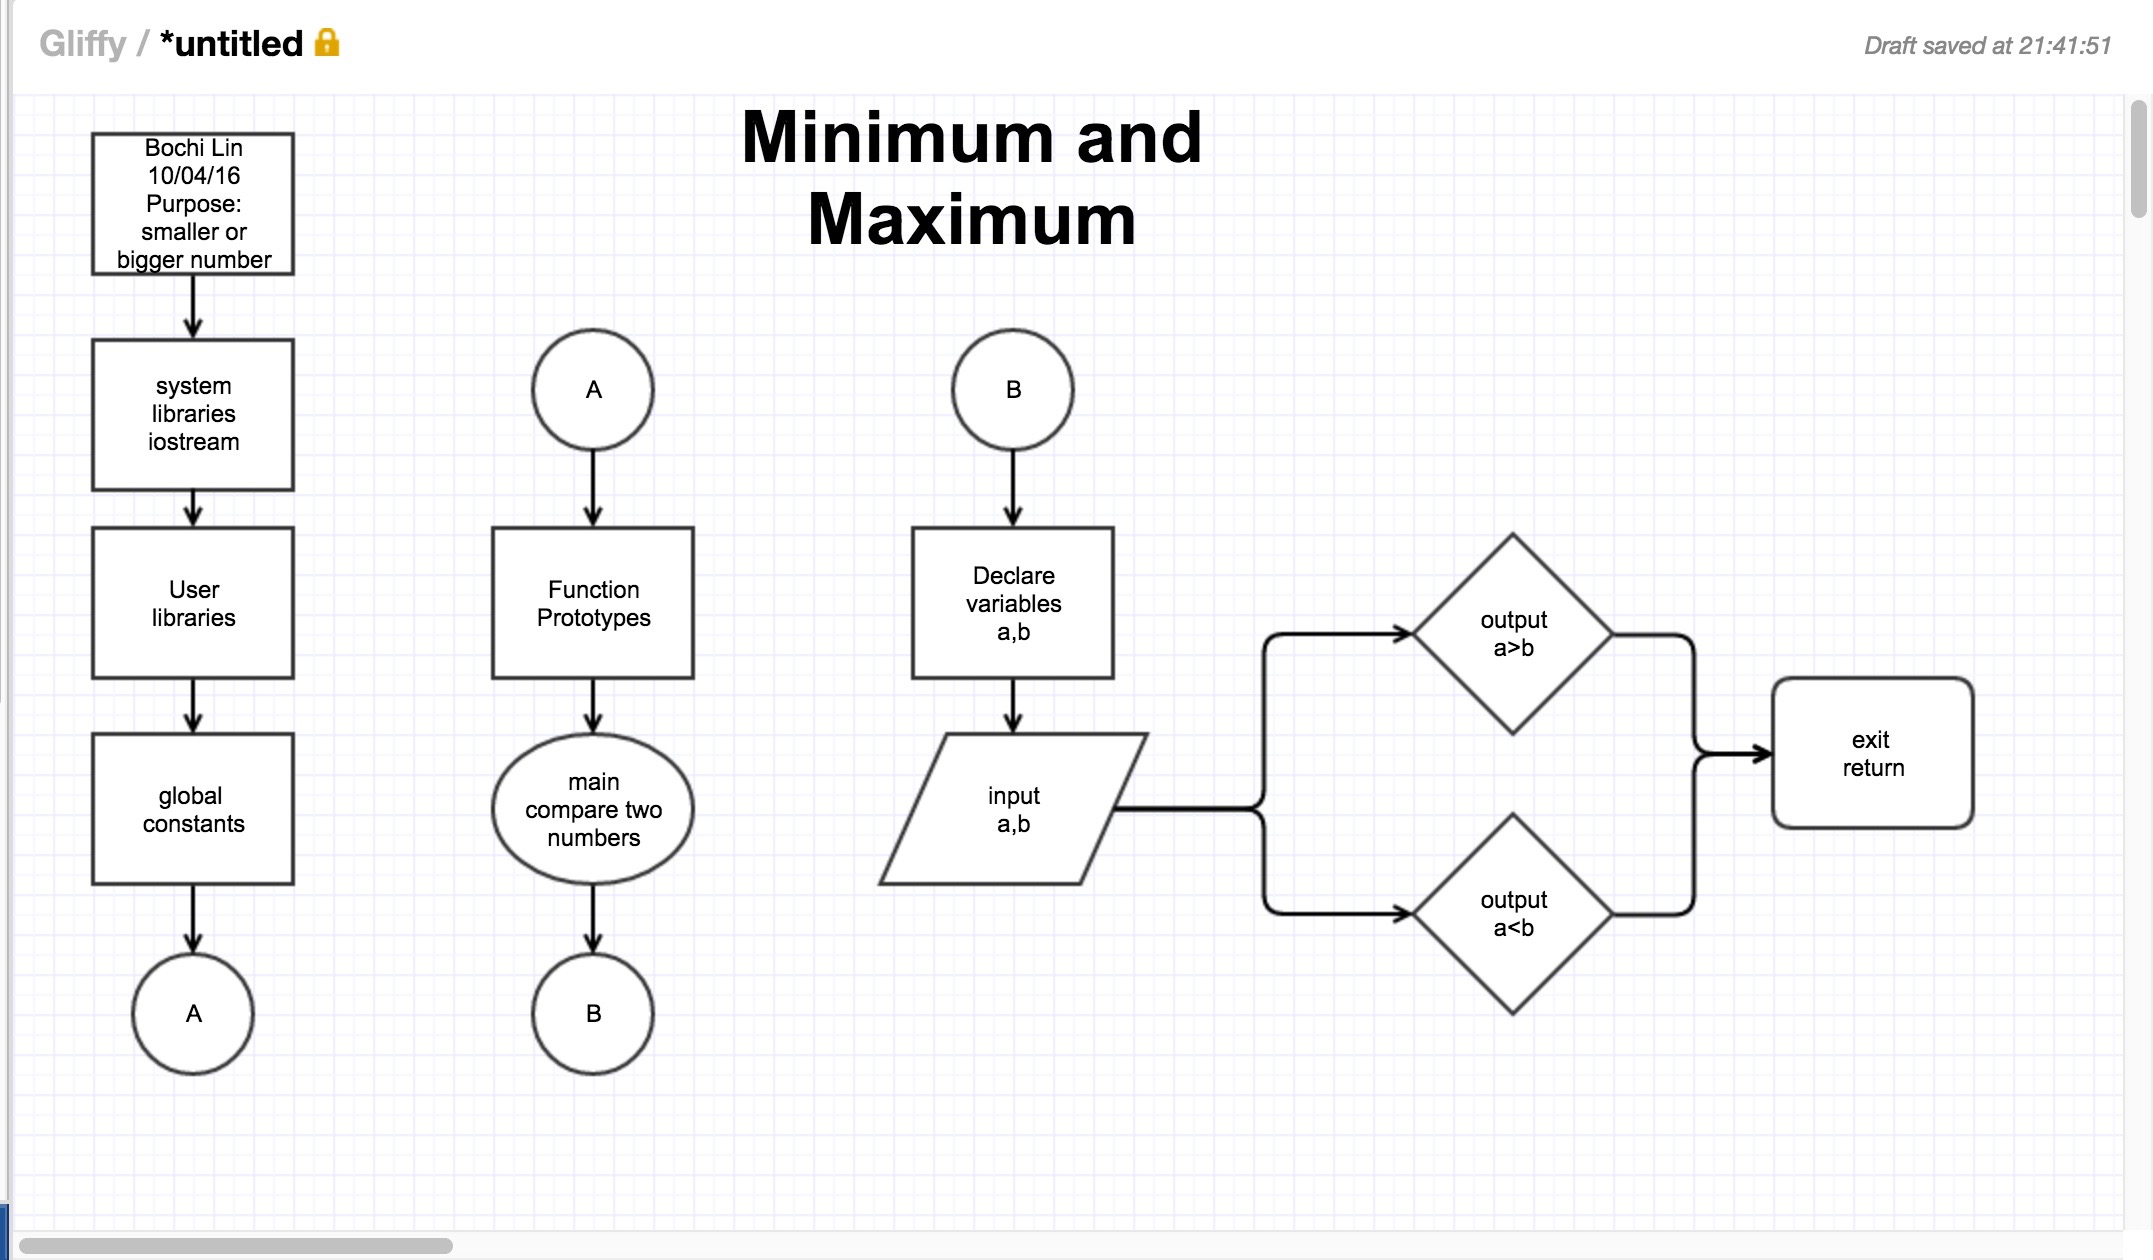 Gliffy / *untitled
Draft saved at 21:41:51
Minimum and
Maximum
Bochi Lin
10/04/16
Purpose:
smaller or
bigger number
system
libraries
iostream
User
libraries
global
constants
A
A
Function
Prototypes
main
compare two
numbers
B
B
Declare
variables
a,b
input
a,b
output
a>b
output
a<b
exit
return